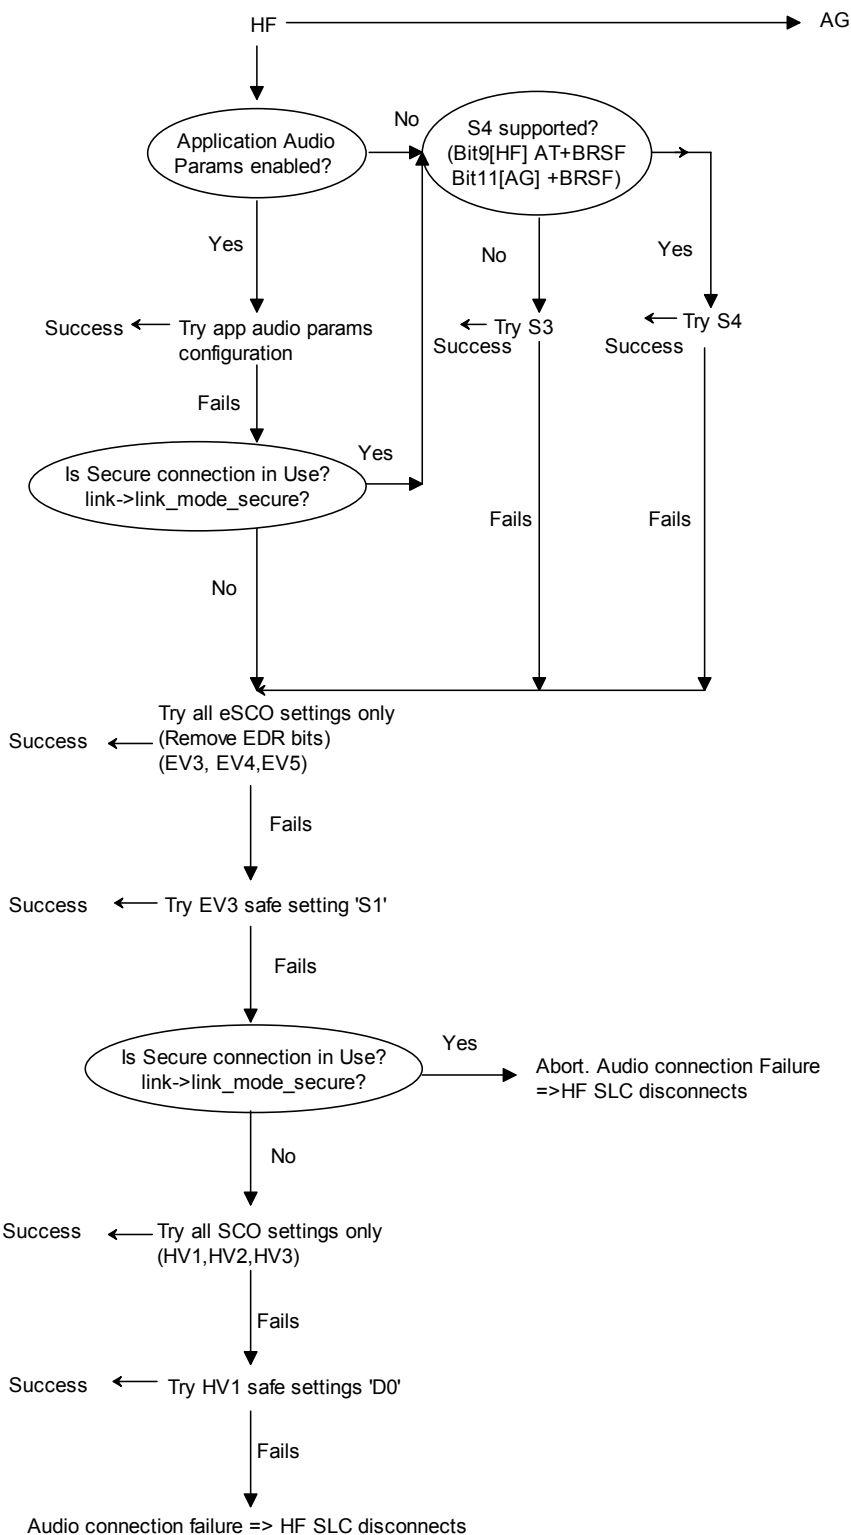 HF
AG
Application Audio
Params enabled?
No
S4 supported?
(Bit9[HF] AT+BRSF
Bit11[AG] +BRSF)
Yes
No
Yes
Success
Try app audio params
configuration
Try S3
Success
Try S4
Success
Fails
Is Secure connection in Use?
link->link_mode_secure?
Yes
Fails
Fails
No
Try all eSCO settings only
(Remove EDR bits)
(EV3, EV4,EV5)
Success
Fails
Success
Try EV3 safe setting 'S1'
Fails
Is Secure connection in Use?
link->link_mode_secure?
Yes
Abort. Audio connection Failure
=>HF SLC disconnects
No
Success
Try all SCO settings only
(HV1,HV2,HV3)
Fails
Success
Try HV1 safe settings 'D0'
Fails
Audio connection failure => HF SLC disconnects